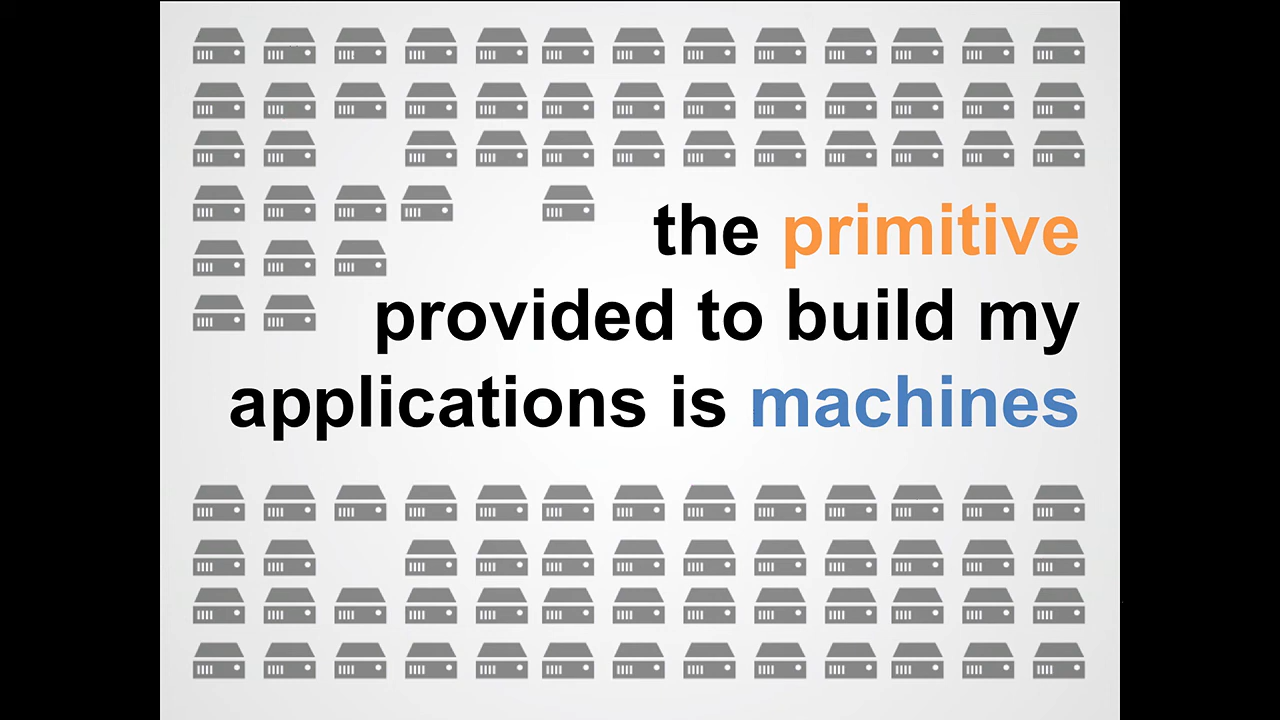 the primitive
provided to build my
applications is machines